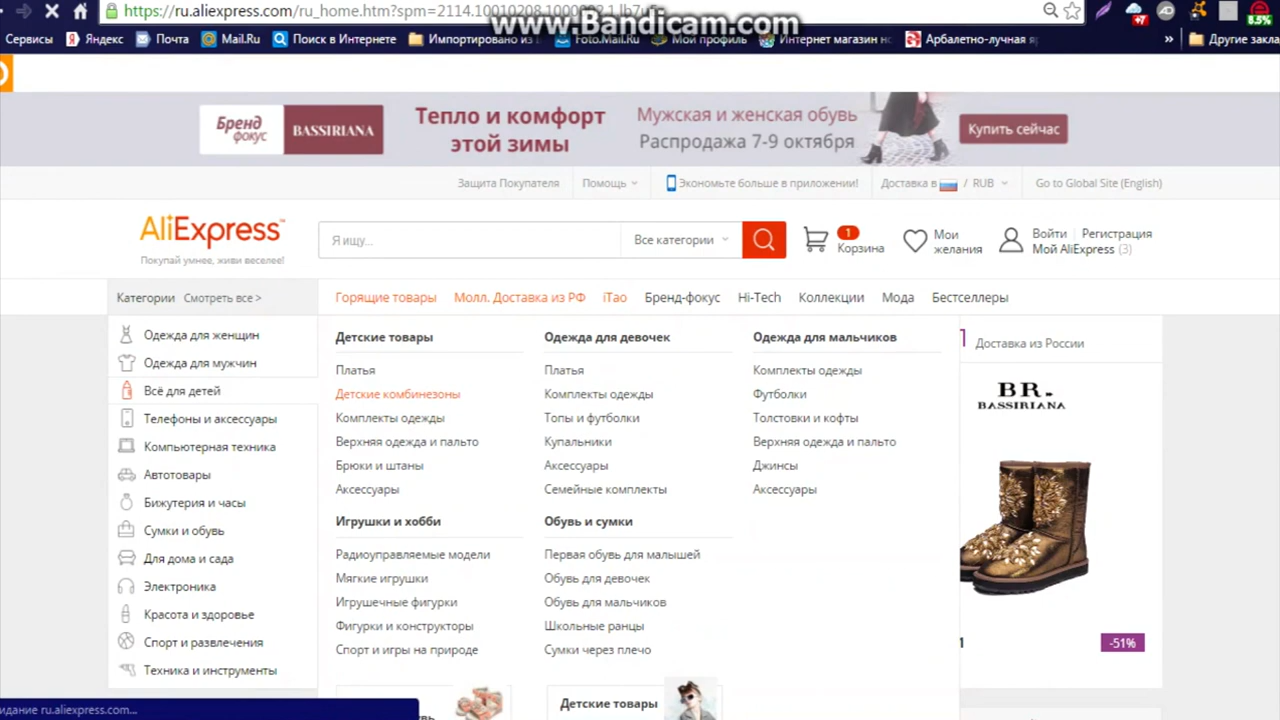 https://ru.aliexpress.com/ru_home.htm?spm=2114.10010208.1000002.1.lb7u
www.Bandicam.com
8.5%
+7
Сервисы
Яндекс
Почта
Mail.Ru
Поиск в Интернете
Импортировано из
Foto.Mail.Ru
Мой профиль
Интернет магазин
Арбалетно-лучная
»
Другие закла
Бренд
фокус
BASSIRIANA
Тепло и комфорт
этой зимы
Мужская и женская обувь
Распродажа 7-9 октября
Купить сейчас
Защита Покупателя
Помощь
Экономьте больше в приложении!
Доставка в / RUB
Go to Global Site (English)
AliExpress™
Покупай умнее, живи веселее!
Я ищу...
Все категории
1
Корзина
Мои
желания
Войти
Регистрация
Мой AliExpress (3)
Категории Смотреть все >
Горящие товары
Молл. Доставка из РФ
iTao
Бренд-фокус
Hi-Tech
Коллекции
Мода
Бестселлеры
Одежда для женщин
Одежда для мужчин
Всё для детей
Телефоны и аксессуары
Компьютерная техника
Автотовары
Бижутерия и часы
Сумки и обувь
Для дома и сада
Электроника
Красота и здоровье
Спорт и развлечения
Техника и инструменты
Детские товары
Платья
Детские комбинезоны
Комплекты одежды
Верхняя одежда и пальто
Брюки и штаны
Аксессуары
Игрушки и хобби
Радиоуправляемые модели
Мягкие игрушки
Игрушечные фигурки
Фигурки и конструкторы
Спорт и игры на природе
Одежда для девочек
Платья
Комплекты одежды
Топы и футболки
Купальники
Аксессуары
Семейные комплекты
Обувь и сумки
Первая обувь для малышей
Обувь для девочек
Обувь для мальчиков
Школьные ранцы
Сумки через плечо
Одежда для мальчиков
Комплекты одежды
Футболки
Толстовки и кофты
Верхняя одежда и пальто
Джинсы
Аксессуары
Доставка из России
BR.
BASSIRIANA
-51%
Детские товары
идание ru.aliexpress.com...